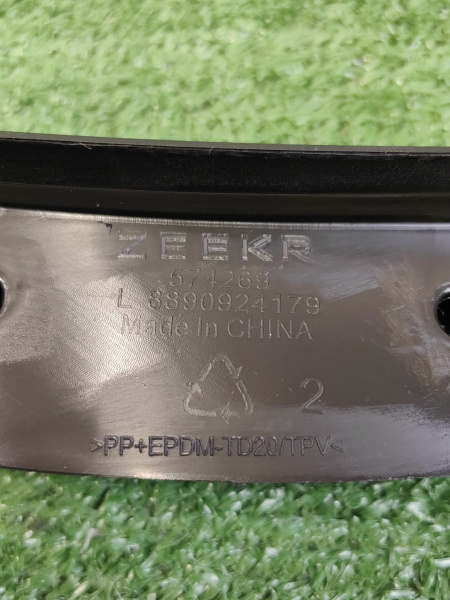 ZEEKR
574268
L 8890924179
Made In CHINA
2
>PP+EPDM-TD20/TPV<